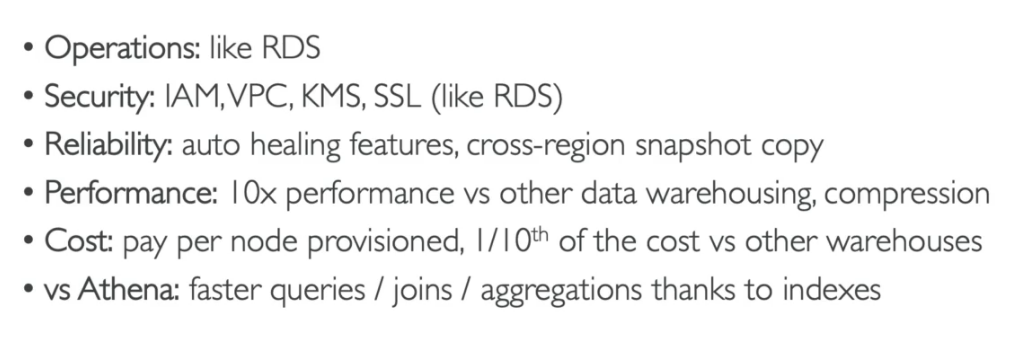 • Operations: like RDS
• Security: IAM, VPC, KMS, SSL (like RDS)
• Reliability: auto healing features, cross-region snapshot copy
• Performance: 10x performance vs other data warehousing, compression
• Cost: pay per node provisioned, 1/10th of the cost vs other warehouses
• vs Athena: faster queries / joins / aggregations thanks to indexes